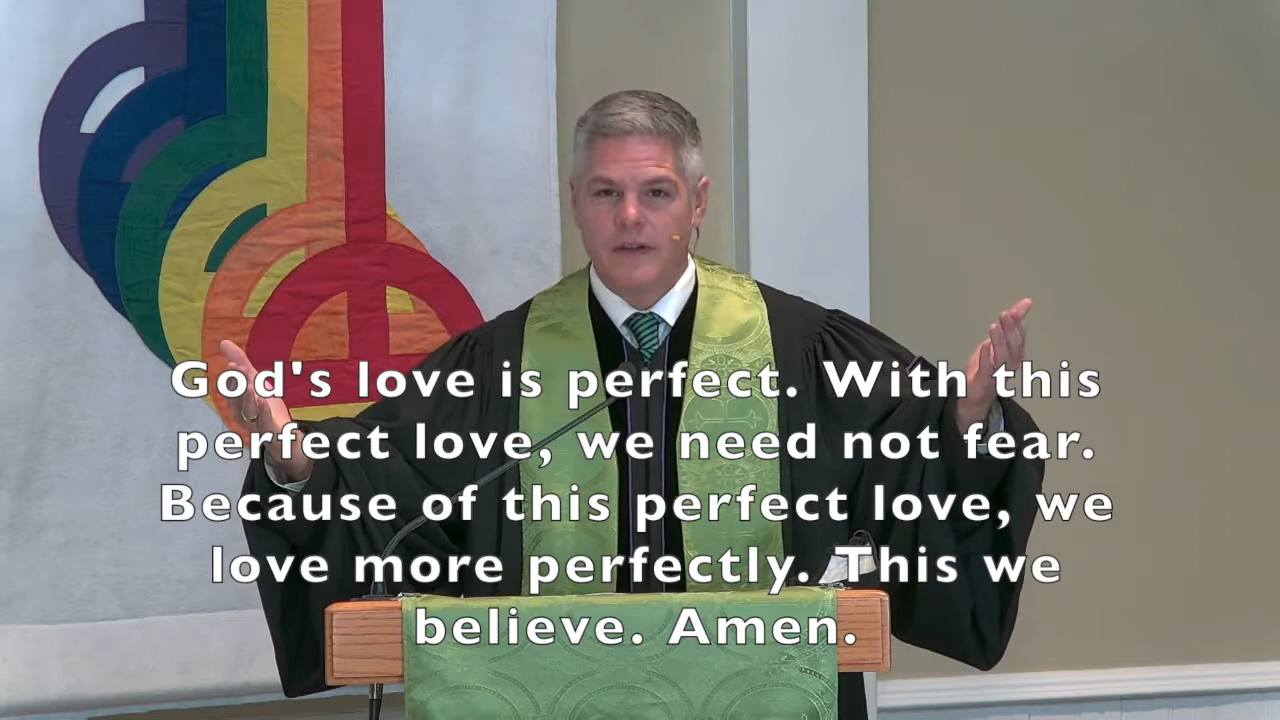 God's love is perfect. With this
perfect love, we need not fear.
Because of this perfect love, we
love more perfectly. This we
believe. Amen.